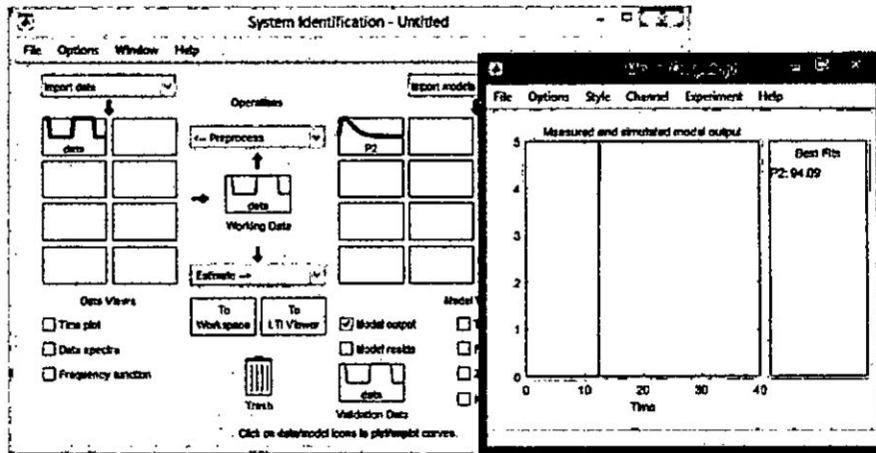 System Identification - Untitled
File Options Window Help
Import data
Operations
Import models
<-- Preprocess
data
P2
data
Working Data
Estimate -->
Data Views
To Workspace
To LTI Viewer
Time plot
Data spectra
Frequency function
Model output
Model resids
Trash
data
Validation Data
Click on data/model icons to plot/unplot curves.
File Options Style Channel Experiment Help
Measured and simulated model output
5
4
3
2
1
0
0 10 20 30 40
Time
Best Fits
P2: 94.09